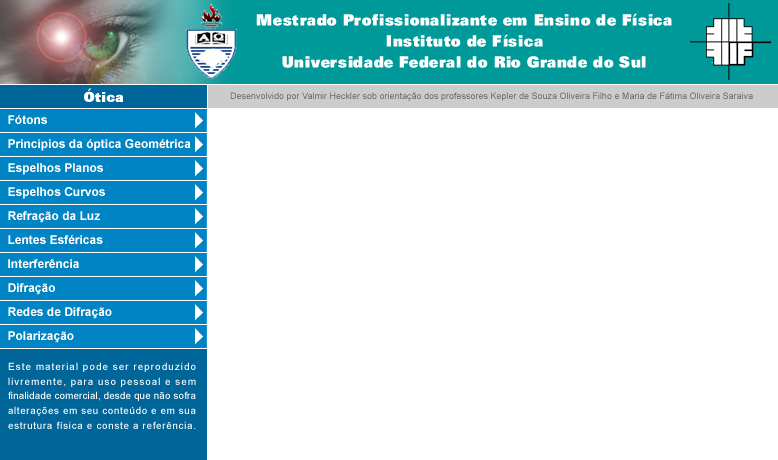 Mestrado Profissionalizante em Ensino de Física
Instituto de Física
Universidade Federal do Rio Grande do Sul
Ótica
Desenvolvido por Valmir Heckler sob orientação dos professores Kepler de Souza Oliveira Filho e Maria de Fátima Oliveira Saraiva
Fótons
Principios da óptica Geométrica
Espelhos Planos
Espelhos Curvos
Refração da Luz
Lentes Esféricas
Interferência
Difração
Redes de Difração
Polarização
Este material pode ser reproduzido
livremente, para uso pessoal e sem
finalidade comercial, desde que não sofra
alterações em seu conteúdo e em sua
estrutura física e conste a referência.